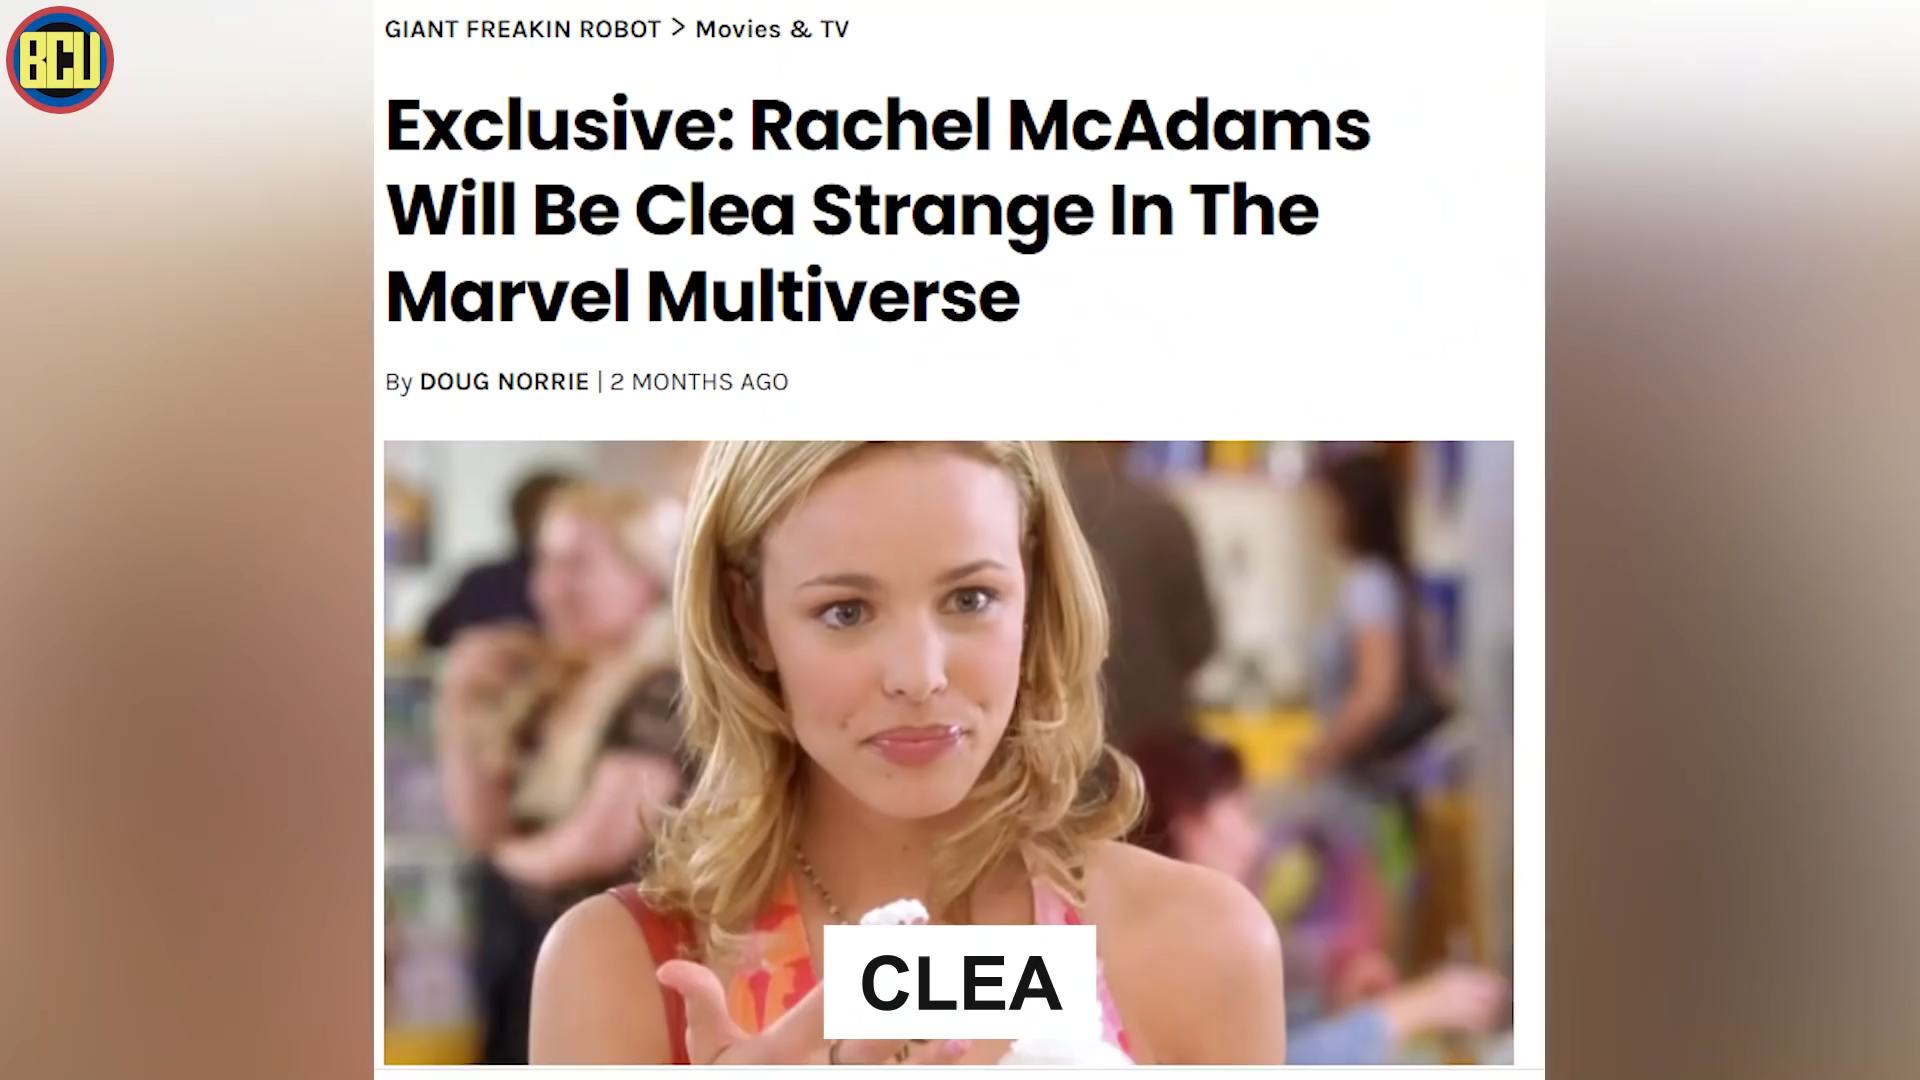 BCU
GIANT FREAKIN ROBOT > Movies & TV
Exclusive: Rachel McAdams
Will Be Clea Strange In The
Marvel Multiverse
By DOUG NORRIE | 2 MONTHS AGO
CLEA